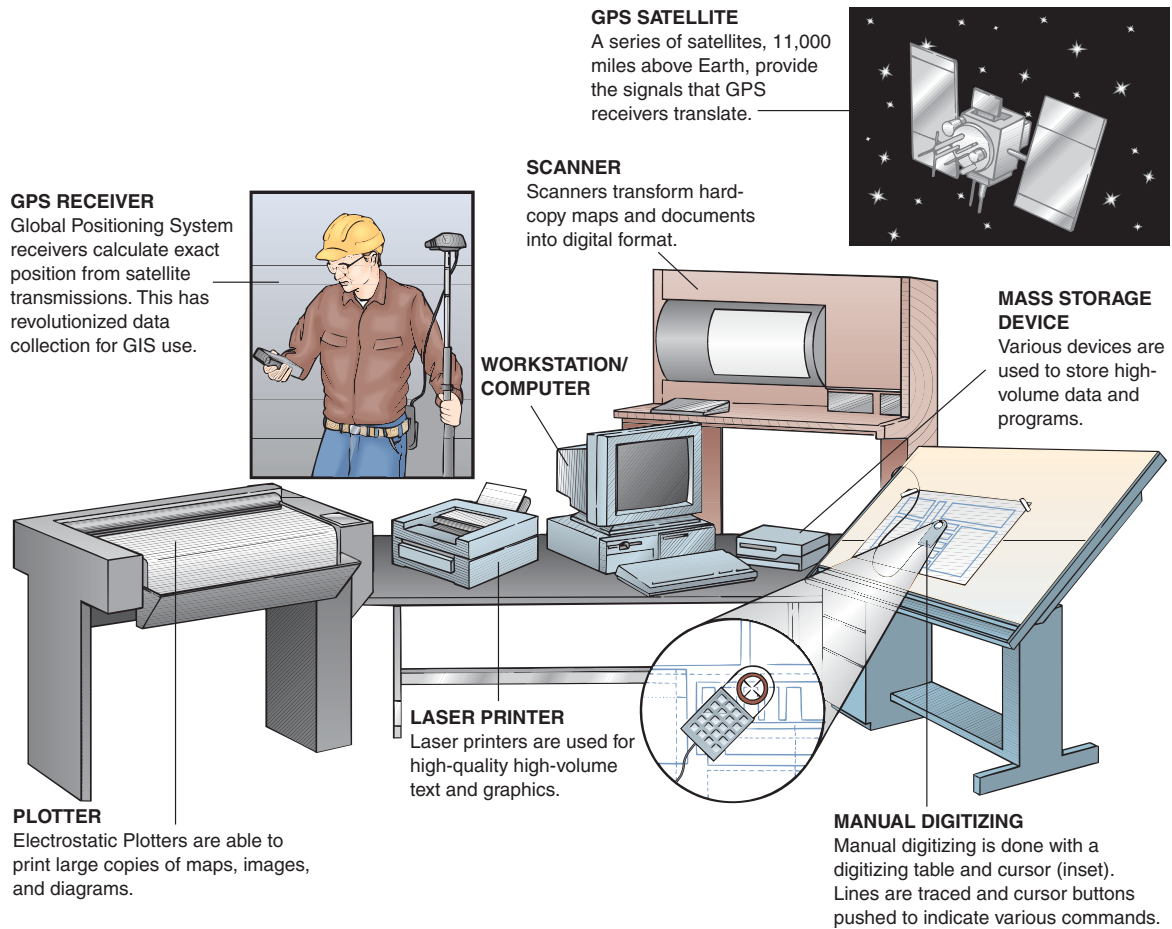 GPS SATELLITE
A series of satellites, 11,000
miles above Earth, provide
the signals that GPS
receivers translate.
SCANNER
Scanners transform hard-
copy maps and documents
into digital format.
GPS RECEIVER
Global Positioning System
receivers calculate exact
position from satellite
transmissions. This has
revolutionized data
collection for GIS use.
MASS STORAGE
DEVICE
Various devices are
used to store high-
volume data and
programs.
WORKSTATION/
COMPUTER
LASER PRINTER
Laser printers are used for
high-quality high-volume
text and graphics.
PLOTTER
Electrostatic Plotters are able to
print large copies of maps, images,
and diagrams.
MANUAL DIGITIZING
Manual digitizing is done with a
digitizing table and cursor (inset).
Lines are traced and cursor buttons
pushed to indicate various commands.